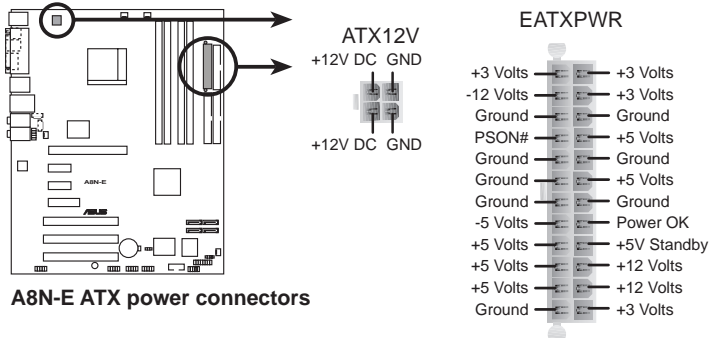 EATXPWR
ATX12V
+12V DC GND
+12V DC GND
+3 Volts +3 Volts
-12 Volts +3 Volts
Ground Ground
PSON# +5 Volts
Ground Ground
Ground +5 Volts
Ground Ground
-5 Volts Power OK
+5 Volts +5V Standby
+5 Volts +12 Volts
+5 Volts +12 Volts
Ground +3 Volts
A8N-E
ASUS
A8N-E ATX power connectors